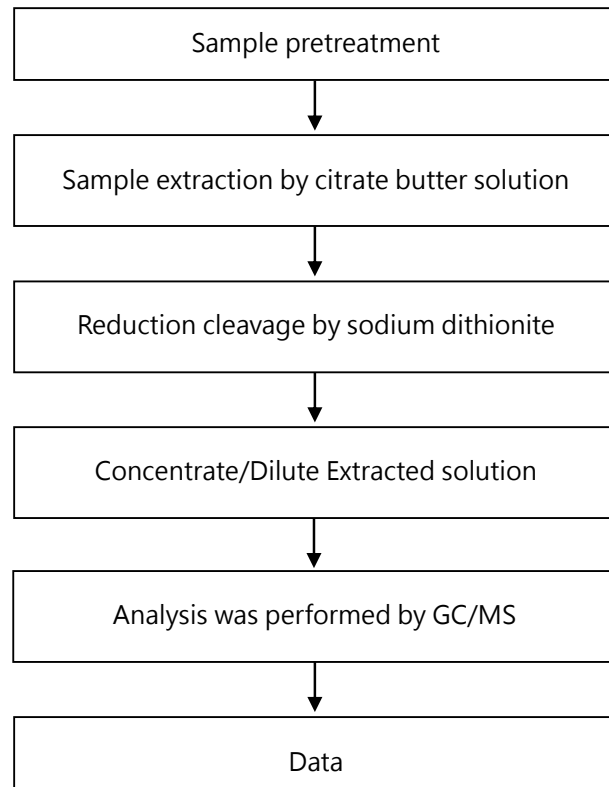 Sample pretreatment
Sample extraction by citrate butter solution
Reduction cleavage by sodium dithionite
Concentrate/Dilute Extracted solution
Analysis was performed by GC/MS
Data